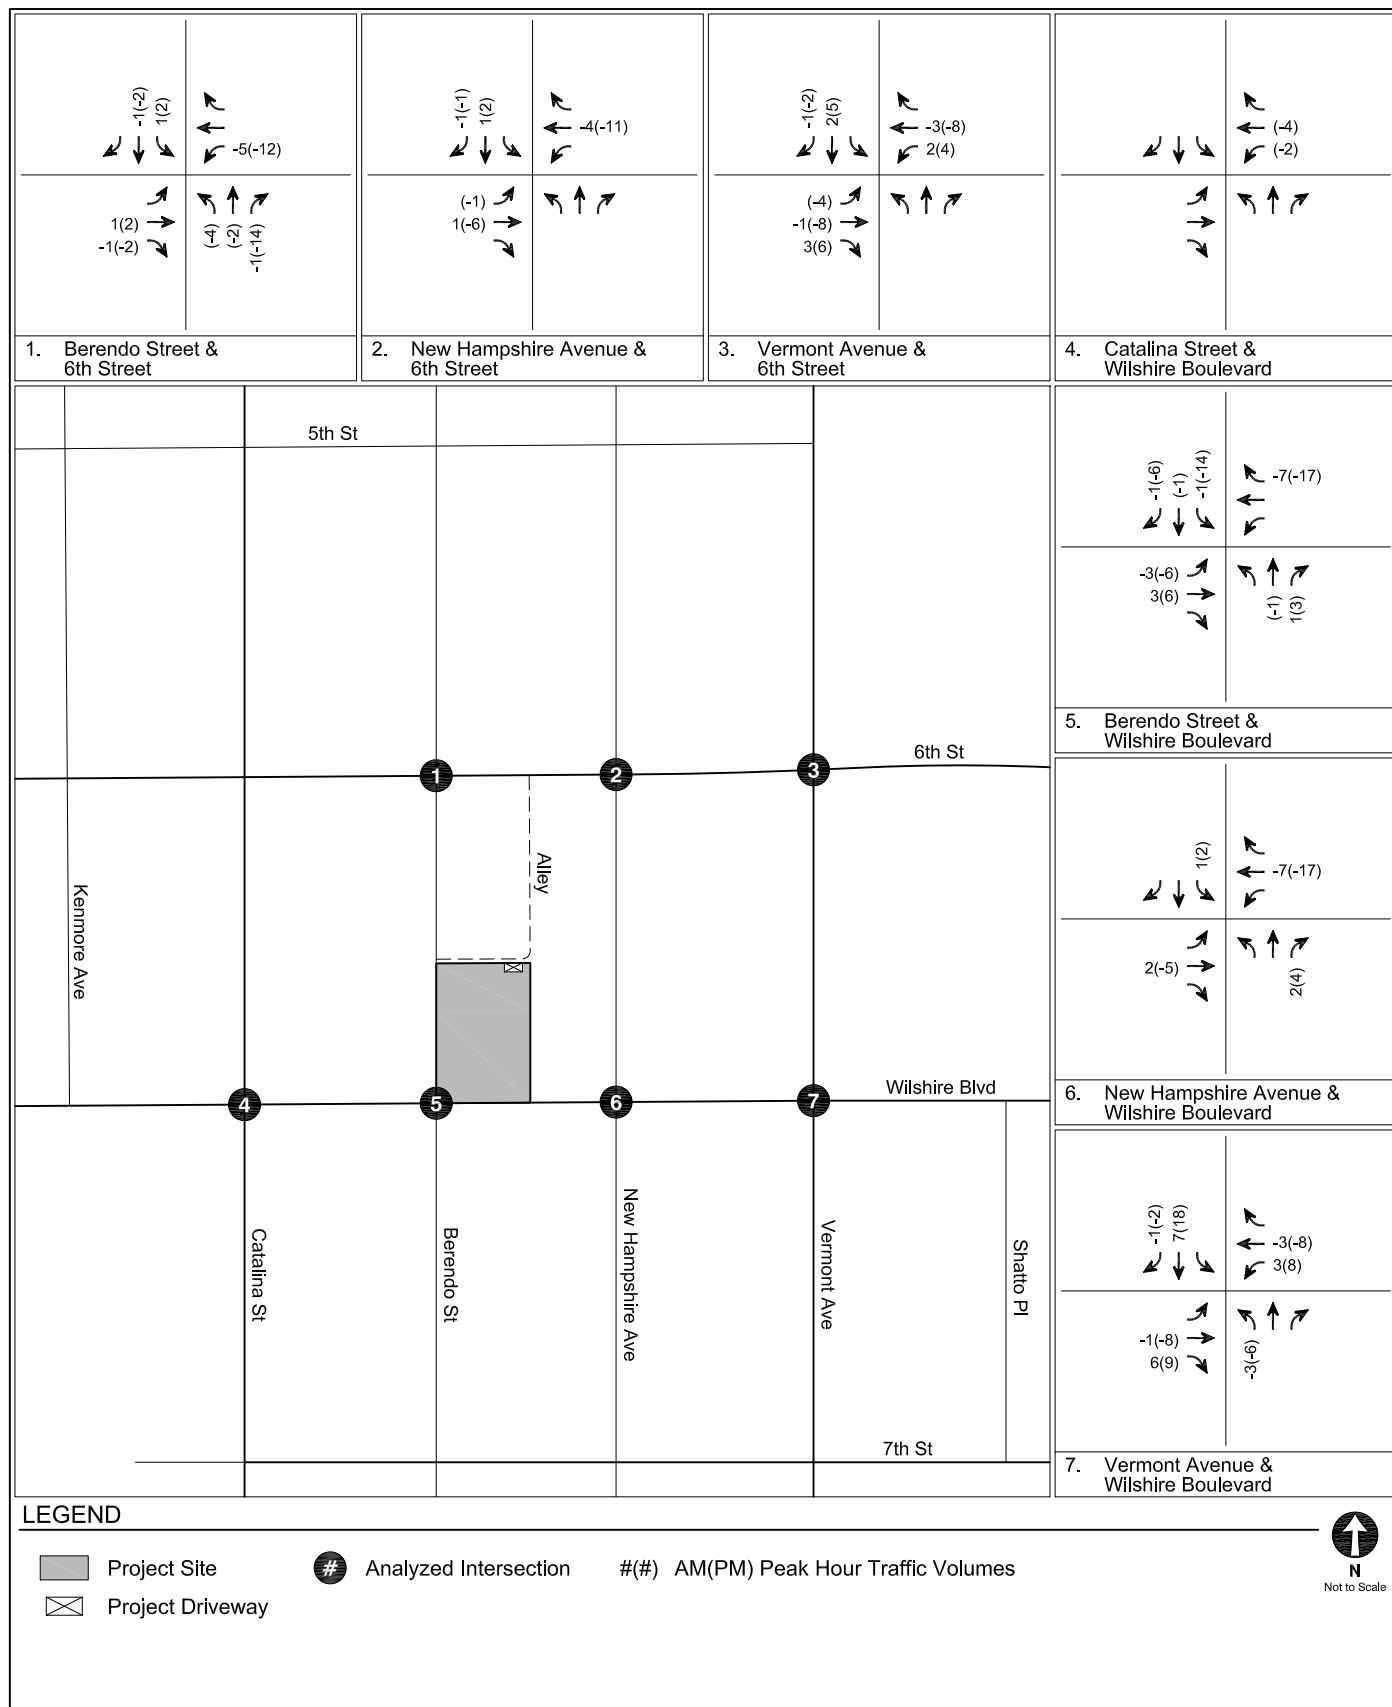 -1(-2)
1(2)
-5(-12)
1(2)
-1(-2)
(-4)
(-2)
-1(-14)
1. Berendo Street &
6th Street
-1(-1)
1(2)
-4(-11)
(-1)
1(-6)
2. New Hampshire Avenue &
6th Street
-1(-2)
2(5)
-3(-8)
2(4)
(-4)
-1(-8)
3(6)
3. Vermont Avenue &
6th Street
(-4)
(-2)
4. Catalina Street &
Wilshire Boulevard
-1(-6)
(-1)
-1(-14)
-7(-17)
-3(-6)
3(6)
(-1)
1(3)
5. Berendo Street &
Wilshire Boulevard
1(2)
-7(-17)
2(-5)
2(4)
6. New Hampshire Avenue &
Wilshire Boulevard
-1(-2)
7(18)
-3(-8)
3(8)
-1(-8)
6(9)
-3(-6)
7. Vermont Avenue &
Wilshire Boulevard
5th St
6th St
1
2
3
Alley
Kenmore Ave
Wilshire Blvd
4
5
6
7
Catalina St
Berendo St
New Hampshire Ave
Vermont Ave
Shatto Pl
7th St
LEGEND
Project Site
# Analyzed Intersection
#(#) AM(PM) Peak Hour Traffic Volumes
Project Driveway
N
Not to Scale